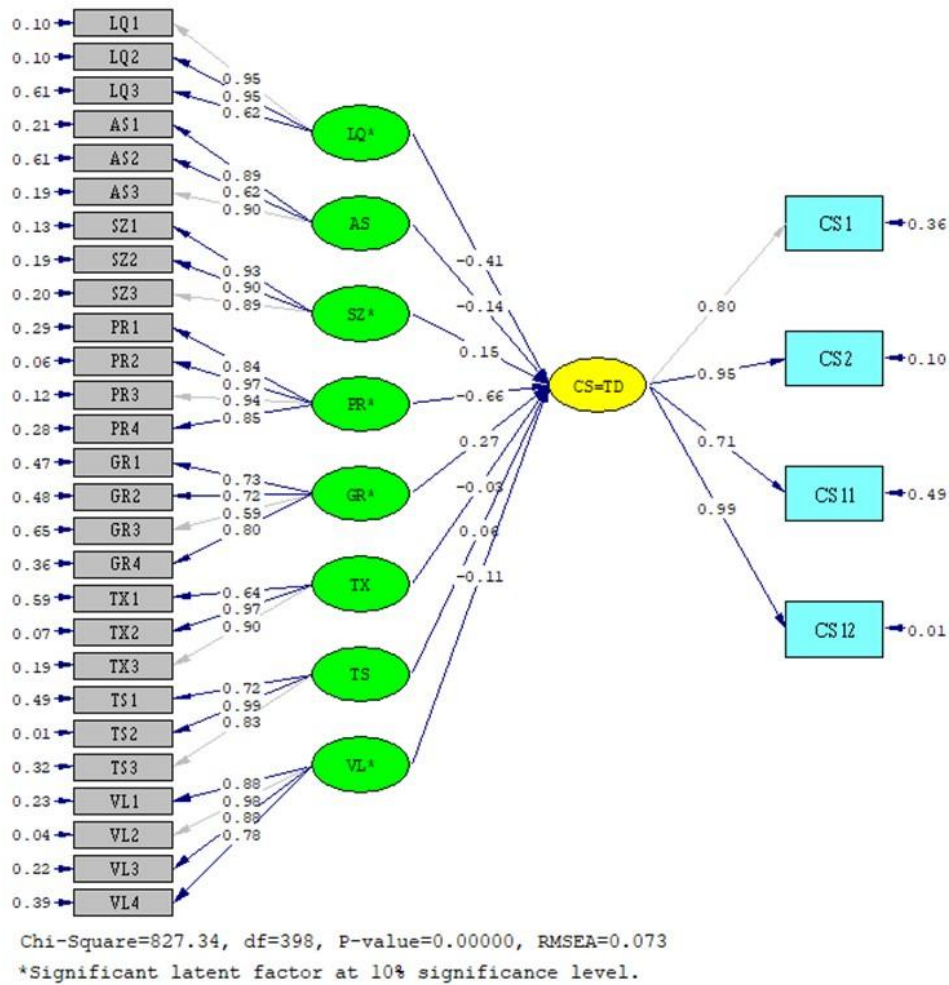 0.10 LQ1
0.10 LQ2
0.61 LQ3
0.21 AS1
0.61 AS2
0.19 AS3
0.13 SZ1
0.19 SZ2
0.20 SZ3
0.29 PR1
0.06 PR2
0.12 PR3
0.28 PR4
0.47 GR1
0.48 GR2
0.65 GR3
0.36 GR4
0.59 TX1
0.07 TX2
0.19 TX3
0.49 TS1
0.01 TS2
0.32 TS3
0.23 VL1
0.04 VL2
0.22 VL3
0.39 VL4
0.95
0.95
0.62
0.89
0.62
0.90
0.93
0.90
0.89
0.84
0.97
0.94
0.85
0.73
0.72
0.59
0.80
0.64
0.97
0.90
0.72
0.99
0.83
0.88
0.98
0.88
0.78
LQ*
AS
SZ*
PR*
GR*
TX
TS
VL*
-0.41
-0.14
0.15
-0.66
0.27
-0.03
0.06
-0.11
CS=TD
0.80
0.95
0.71
0.99
CS1 0.36
CS2 0.10
CS11 0.49
CS12 0.01
Chi-Square=827.34, df=398, P-value=0.00000, RMSEA=0.073
*Significant latent factor at 10% significance level.